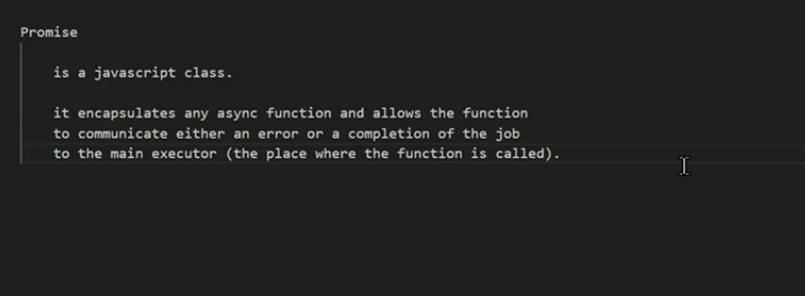 Promise
is a javascript class.
it encapsulates any async function and allows the function
to communicate either an error or a completion of the job
to the main executor (the place where the function is called).